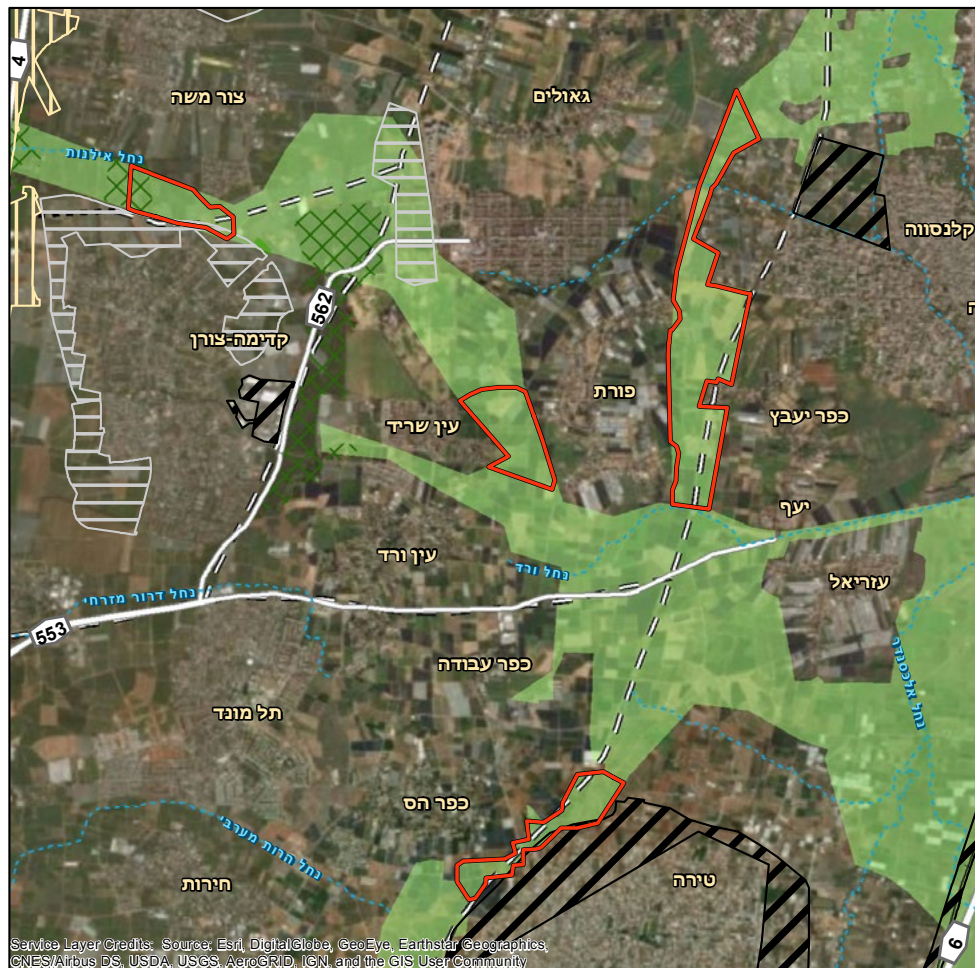 4
צור משה
גאולים
נחל אילנות
קלנסווה
562
קדימה-צורן
פורת
עין שריד
כפר יעבץ
יעף
עין ורד
נחל ורד
עזריאל
נחל דרור מזרחי
553
כפר עבודה
נחל אלכסנדר
תל מונד
כפר הס
נחל חרות מערבי
טירה
חירות
6
Service Layer Credits: Source: Esri, DigitalGlobe, GeoEye, Earthstar Geographics,
CNES/Airbus DS, USDA, USGS, AeroGRID, IGN, and the GIS User Community